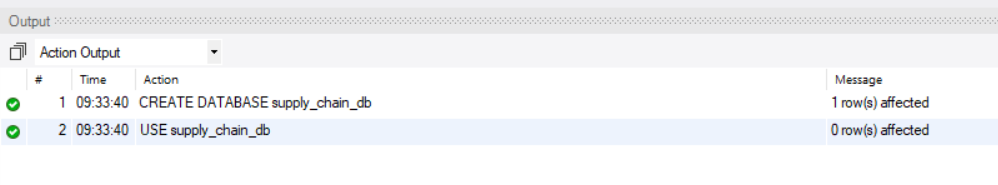 Output
Action Output
# Time Action Message
1 09:33:40 CREATE DATABASE supply_chain_db 1 row(s) affected
2 09:33:40 USE supply_chain_db 0 row(s) affected